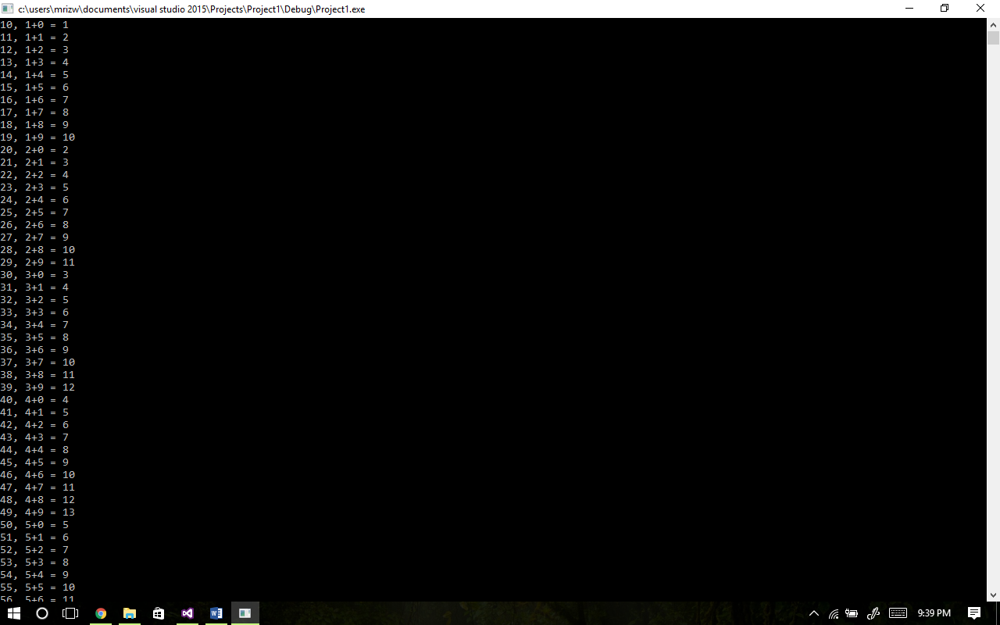 c:\users\mrizw\documents\visual studio 2015\Projects\Project1\Debug\Project1.exe
10, 1+0 = 1
11, 1+1 = 2
12, 1+2 = 3
13, 1+3 = 4
14, 1+4 = 5
15, 1+5 = 6
16, 1+6 = 7
17, 1+7 = 8
18, 1+8 = 9
19, 1+9 = 10
20, 2+0 = 2
21, 2+1 = 3
22, 2+2 = 4
23, 2+3 = 5
24, 2+4 = 6
25, 2+5 = 7
26, 2+6 = 8
27, 2+7 = 9
28, 2+8 = 10
29, 2+9 = 11
30, 3+0 = 3
31, 3+1 = 4
32, 3+2 = 5
33, 3+3 = 6
34, 3+4 = 7
35, 3+5 = 8
36, 3+6 = 9
37, 3+7 = 10
38, 3+8 = 11
39, 3+9 = 12
40, 4+0 = 4
41, 4+1 = 5
42, 4+2 = 6
43, 4+3 = 7
44, 4+4 = 8
45, 4+5 = 9
46, 4+6 = 10
47, 4+7 = 11
48, 4+8 = 12
49, 4+9 = 13
50, 5+0 = 5
51, 5+1 = 6
52, 5+2 = 7
53, 5+3 = 8
54, 5+4 = 9
55, 5+5 = 10
56, 5+6 = 11
9:39 PM